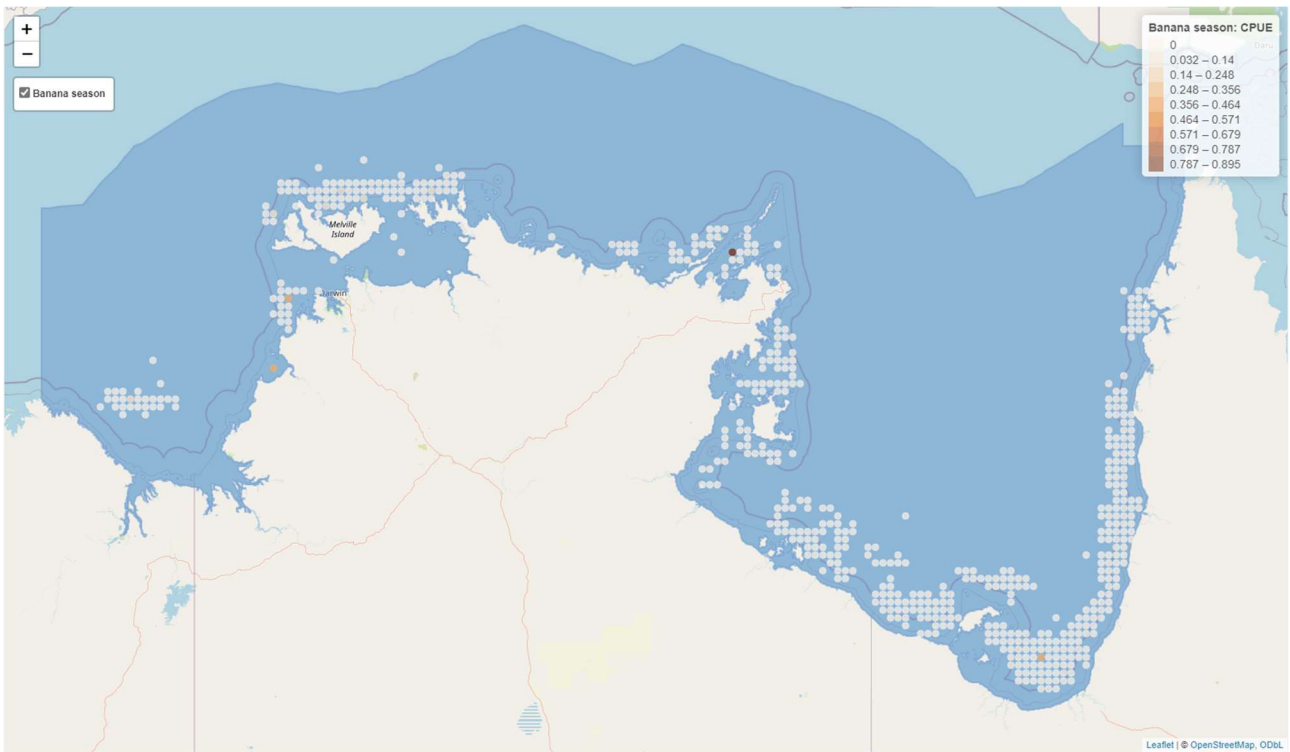 +
−
Banana season
Banana season: CPUE
0
0.032 – 0.14
0.14 – 0.248
0.248 – 0.356
0.356 – 0.464
0.464 – 0.571
0.571 – 0.679
0.679 – 0.787
0.787 – 0.895
Daru
Melville
Island
Darwin
Leaflet | © OpenStreetMap, ODbL